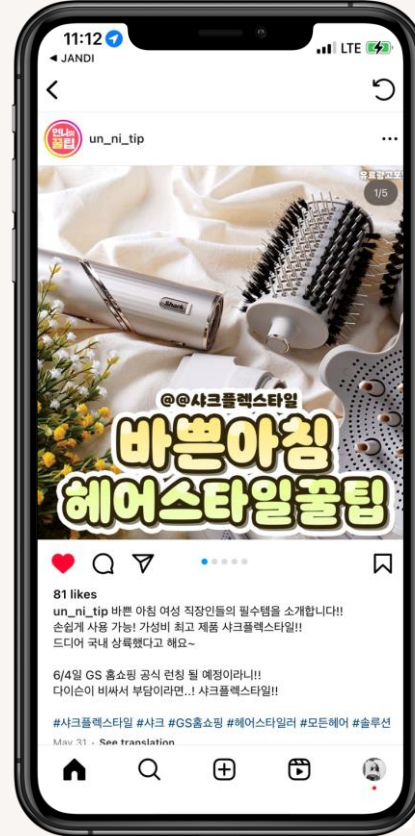 11:12
LTE
◀ JANDI
언니의
꿀팁
un_ni_tip
유료광고포
1/5
Shark
@@샤크플렉스타일
바쁜아침
헤어스타일꿀팁
81 likes
un_ni_tip 바쁜 아침 여성 직장인들의 필수템을 소개합니다!!
손쉽게 사용 가능! 가성비 최고 제품 샤크플렉스타일!!
드디어 국내 상륙했다고 해요~
6/4일 GS 홈쇼핑 공식 런칭 될 예정이라니!!
다이슨이 비싸서 부담이라면..! 샤크플렉스타일!!
#샤크플렉스타일 #샤크 #GS홈쇼핑 #헤어스타일러 #모든헤어 #솔루션
May 31 · See translation